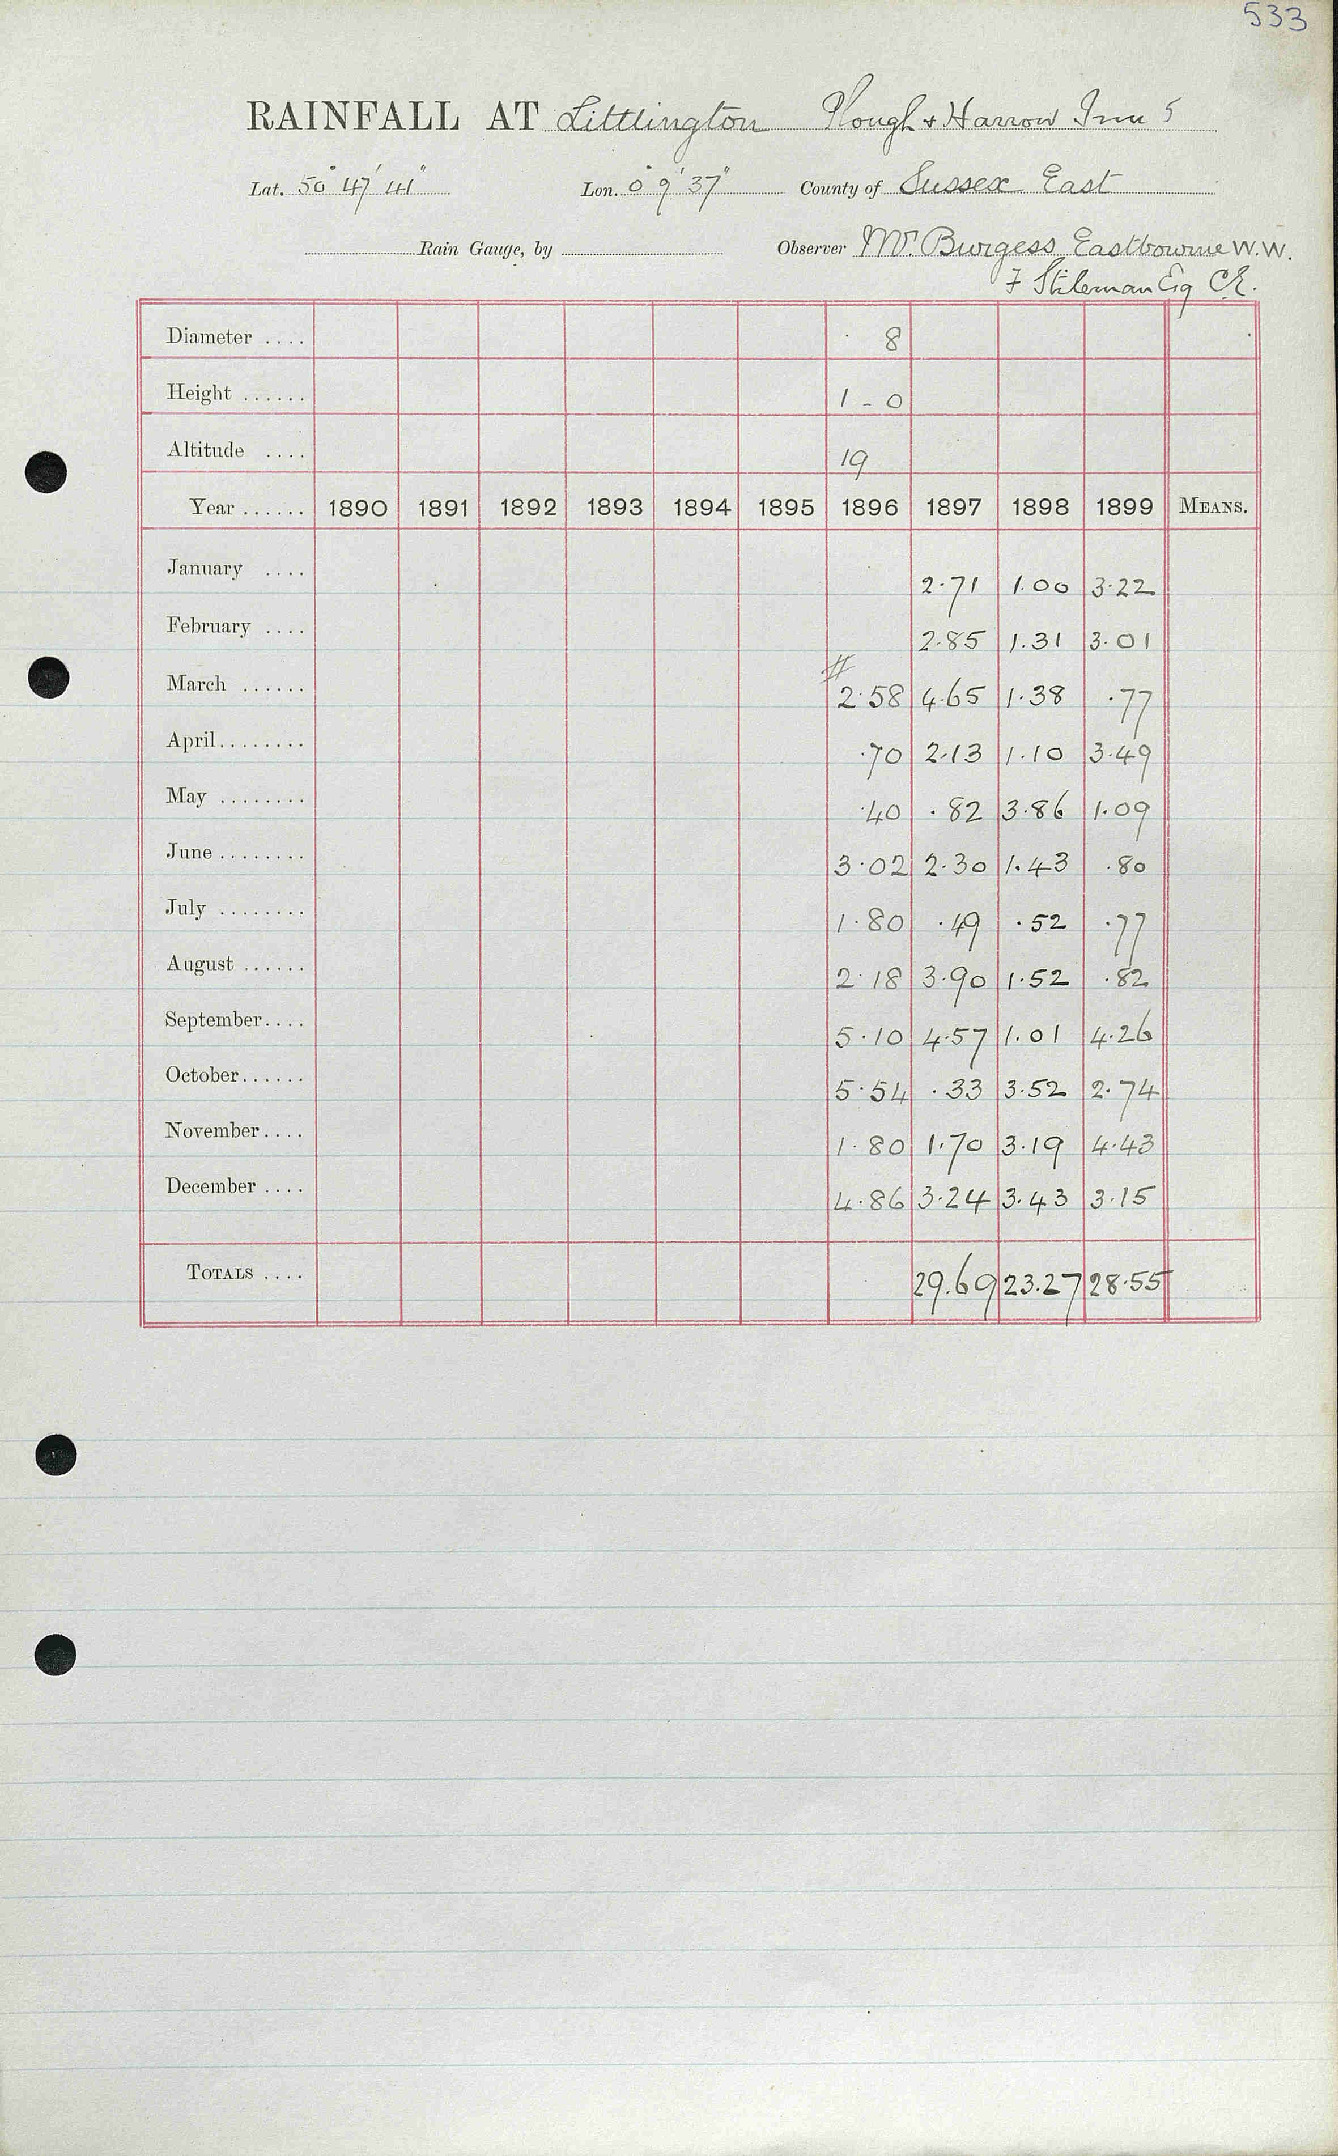 533
RAINFALL AT Littlington Plough & Harrow Inn 5
Lat. 50° 47' 41" Lon. 0° 9' 37" County of Sussex East
Rain Gauge, by Observer Mr. Burgess Eastbourne W.W.
F Stileman Esq C.E.
Diameter .... 8
Height ...... 1 - 0
Altitude .... 19
Year ...... 1890 1891 1892 1893 1894 1895 1896 1897 1898 1899 MEANS.
January .... 2.71 1.00 3.22
February .... 2.85 1.31 3.01
#
March ...... 2.58 4.65 1.38 .77
April........ .70 2.13 1.10 3.49
May ........ .40 .82 3.86 1.09
June ........ 3.02 2.30 1.43 .80
July ........ 1.80 .49 .52 .77
August ...... 2.18 3.90 1.52 .82
September.... 5.10 4.57 1.01 4.26
October...... 5.54 .33 3.52 2.74
November.... 1.80 1.70 3.19 4.43
December .... 4.86 3.24 3.43 3.15
TOTALS .... 29.69 23.27 28.55